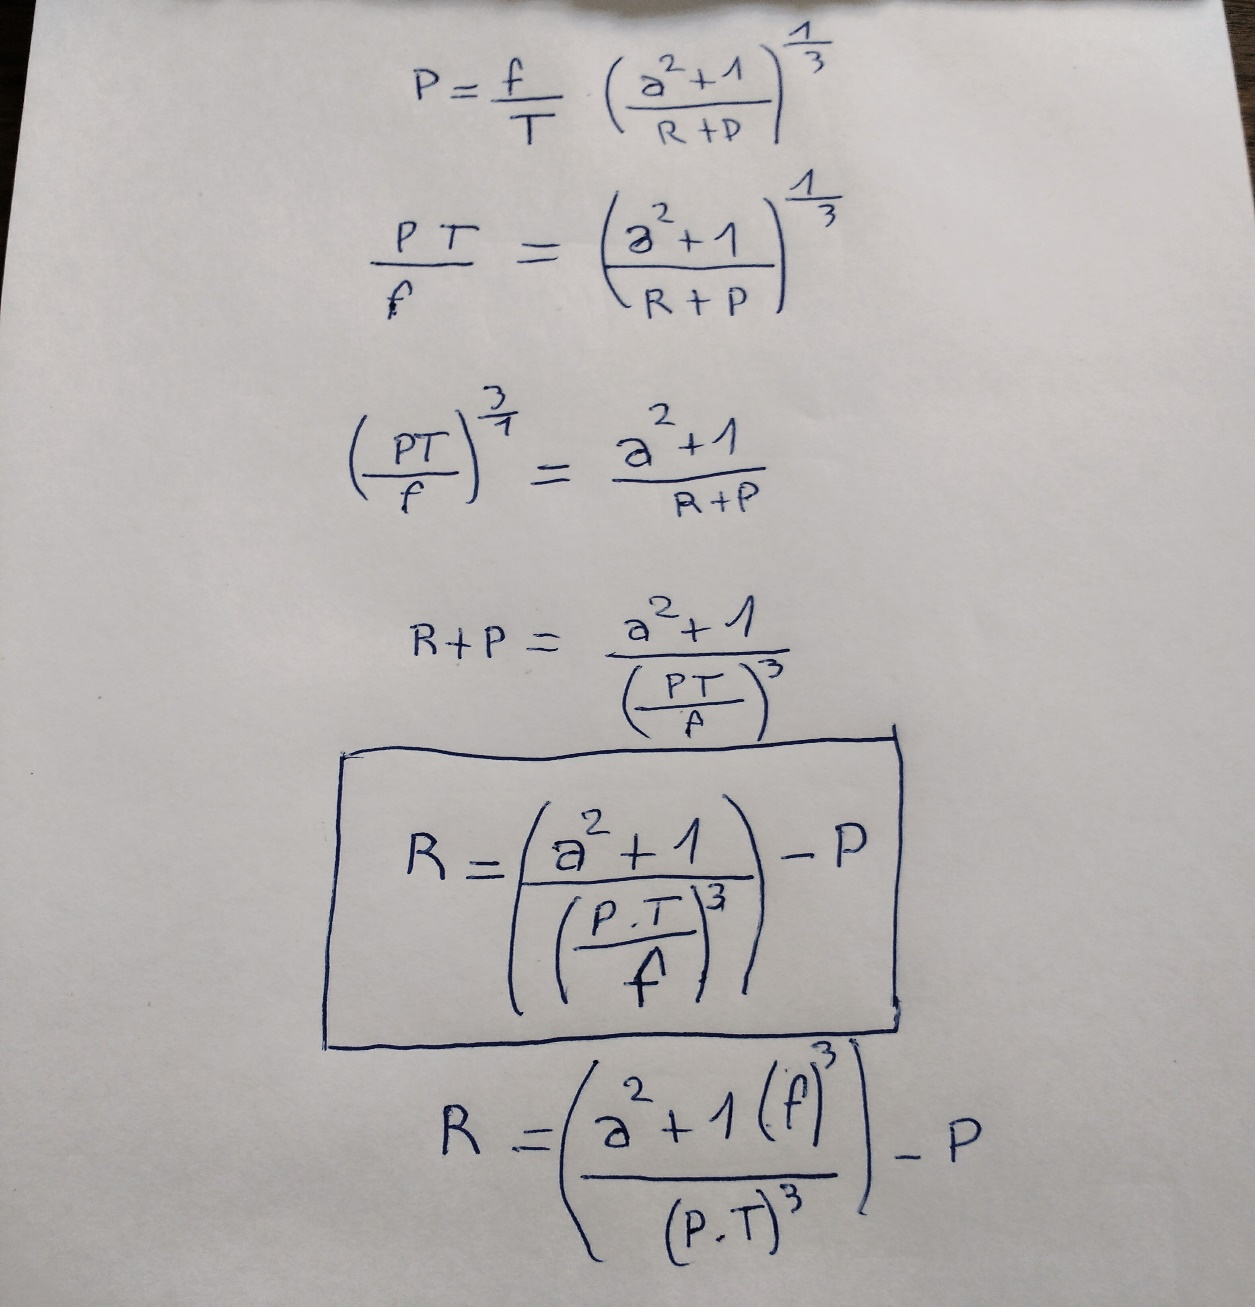 P = f/T ((a²+1)/(R+P))^(1/3)
PT/f = ((a²+1)/(R+P))^(1/3)
(PT/f)^(3/1) = (a²+1)/(R+P)
R+P = (a²+1)/(PT/f)³
R = ((a²+1)/(P.T/f)³) - P
R = ((a²+1(f)³)/(P.T)³) - P